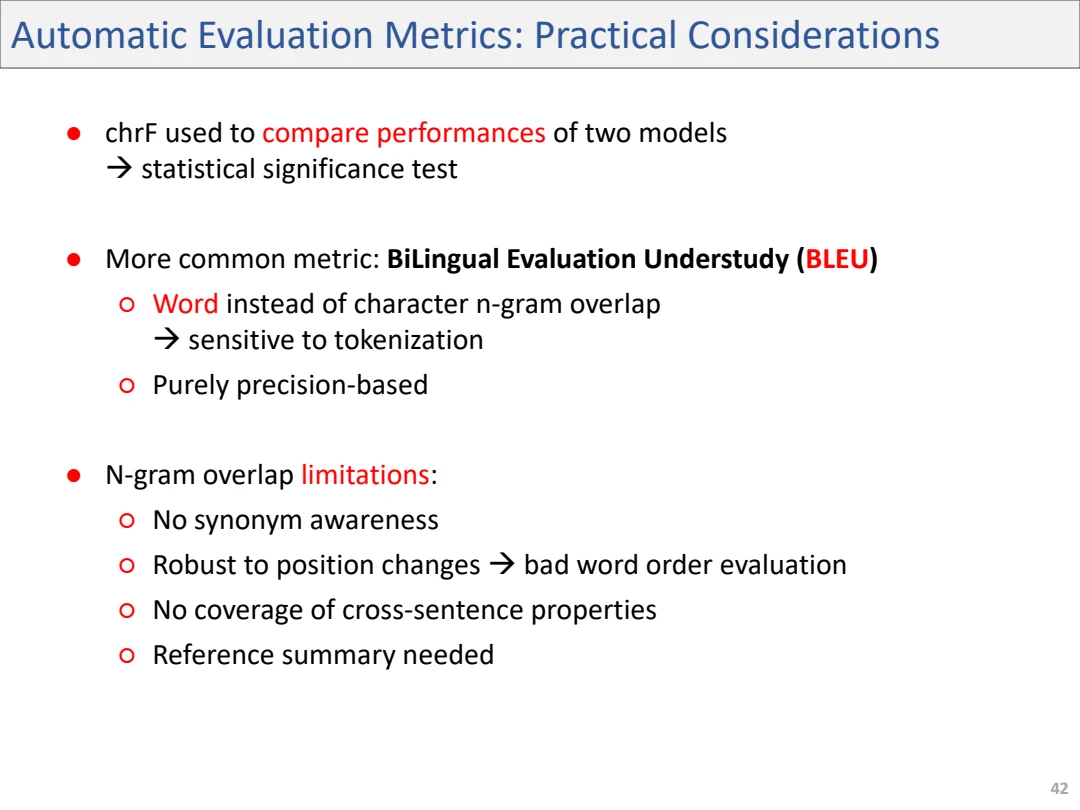 Automatic Evaluation Metrics: Practical Considerations
● chrF used to compare performances of two models
→ statistical significance test
● More common metric: BiLingual Evaluation Understudy (BLEU)
○ Word instead of character n-gram overlap
→ sensitive to tokenization
○ Purely precision-based
● N-gram overlap limitations:
○ No synonym awareness
○ Robust to position changes → bad word order evaluation
○ No coverage of cross-sentence properties
○ Reference summary needed
42